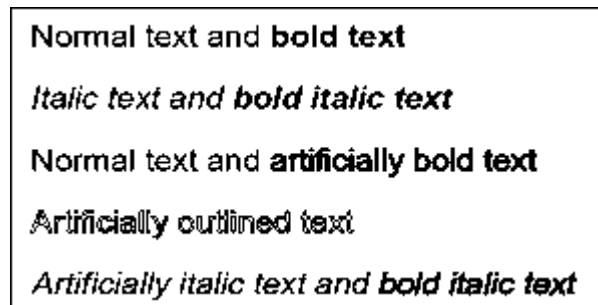 Normal text and bold text
Italic text and bold italic text
Normal text and artificially bold text
Artificially outlined text
Artificially italic text and bold italic text